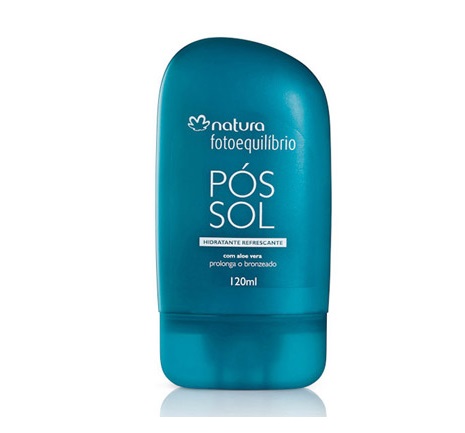 natura
fotoequilíbrio
PÓS
SOL
HIDRATANTE REFRESCANTE
com aloe vera
prolonga o bronzeado
120ml